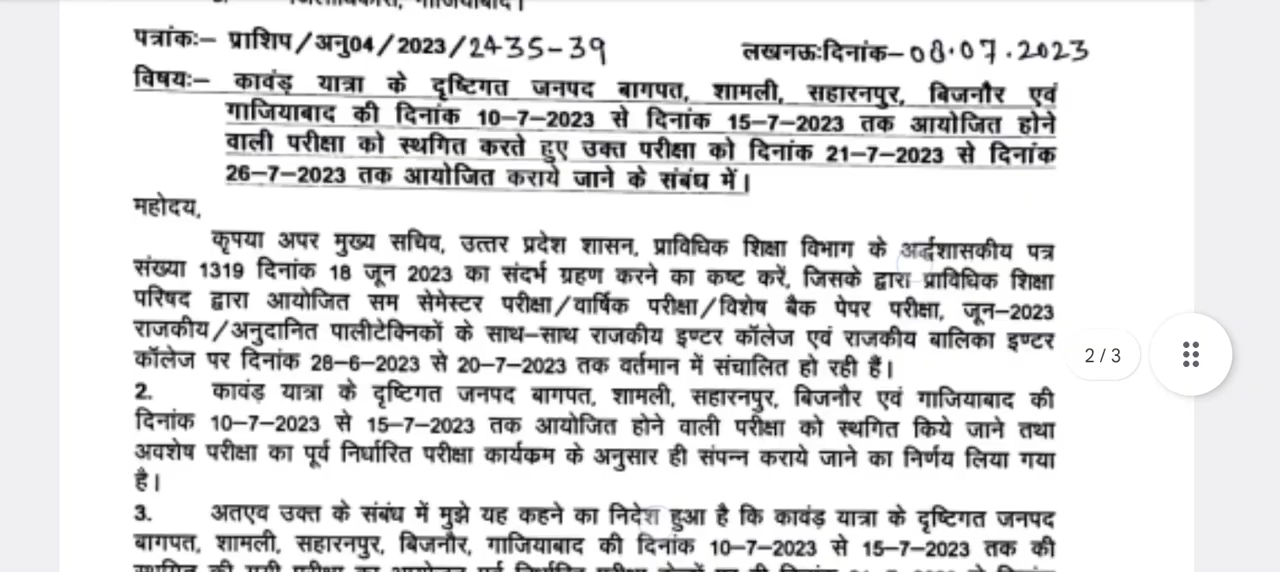 जिलाधिकारी, गाजियाबाद।
पत्रांकः– प्राशिप/अनु04/2023/2435-39 लखनऊःदिनांक–08.07.2023
विषयः– कावंड़ यात्रा के दृष्टिगत जनपद बागपत, शामली, सहारनपुर, बिजनौर एवं
गाजियाबाद की दिनांक 10–7–2023 से दिनांक 15–7–2023 तक आयोजित होने
वाली परीक्षा को स्थगित करते हुए उक्त परीक्षा को दिनांक 21–7–2023 से दिनांक
26–7–2023 तक आयोजित कराये जाने के संबंध में।
महोदय,
कृपया अपर मुख्य सचिव, उत्तर प्रदेश शासन, प्राविधिक शिक्षा विभाग के अर्द्धशासकीय पत्र
संख्या 1319 दिनांक 18 जून 2023 का संदर्भ ग्रहण करने का कष्ट करें, जिसके द्वारा प्राविधिक शिक्षा
परिषद द्वारा आयोजित सम सेमेस्टर परीक्षा/वार्षिक परीक्षा/विशेष बैक पेपर परीक्षा, जून–2023
राजकीय/अनुदानित पालीटेक्निकों के साथ–साथ राजकीय इण्टर कॉलेज एवं राजकीय बालिका इण्टर
कॉलेज पर दिनांक 28–6–2023 से 20–7–2023 तक वर्तमान में संचालित हो रही हैं।
2. कावंड़ यात्रा के दृष्टिगत जनपद बागपत, शामली, सहारनपुर, बिजनौर एवं गाजियाबाद की
दिनांक 10–7–2023 से 15–7–2023 तक आयोजित होने वाली परीक्षा को स्थगित किये जाने तथा
अवशेष परीक्षा का पूर्व निर्धारित परीक्षा कार्यकम के अनुसार ही संपन्न कराये जाने का निर्णय लिया गया
है।
3. अतएव उक्त के संबंध में मुझे यह कहने का निदेश हुआ है कि कावंड़ यात्रा के दृष्टिगत जनपद
बागपत, शामली, सहारनपुर, बिजनौर, गाजियाबाद की दिनांक 10–7–2023 से 15–7–2023 तक की
2 / 3